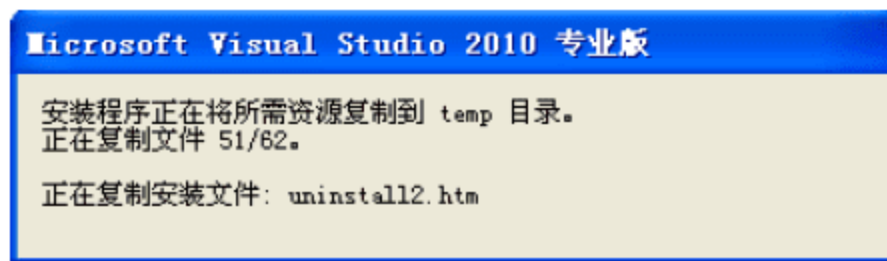 Microsoft Visual Studio 2010 专业版
安装程序正在将所需资源复制到 temp 目录。
正在复制文件 51/62。
正在复制安装文件: uninstall2.htm